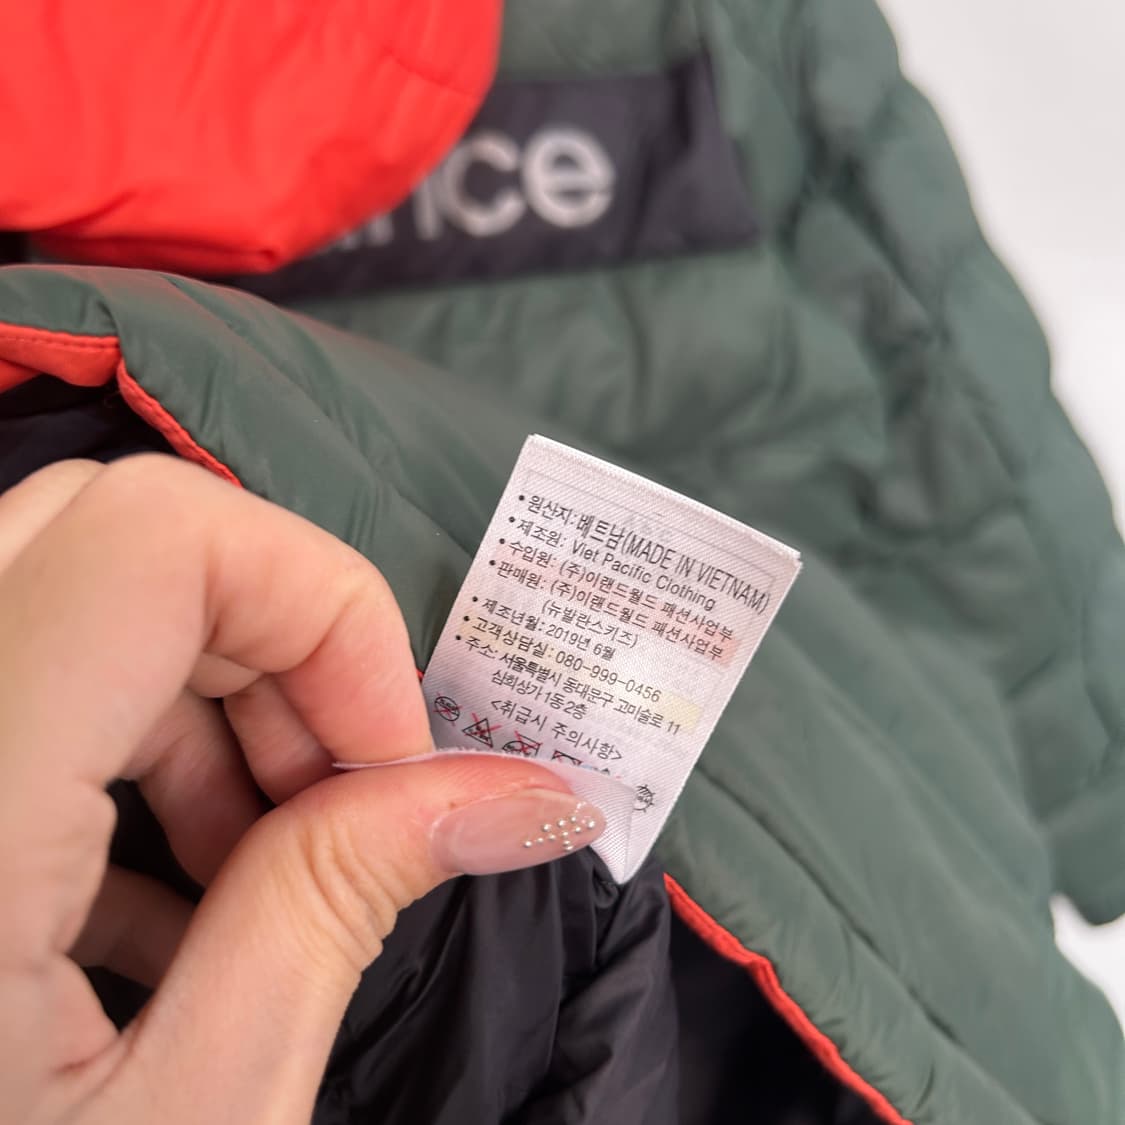 nce
• 원산지: 베트남(MADE IN VIETNAM)
• 제조원: Viet Pacific Clothing
• 수입원: (주)이랜드월드 패션사업부
• 판매원: (주)이랜드월드 패션사업부
(뉴발란스키즈)
• 제조년월: 2019년 6월
• 고객상담실: 080-999-0456
• 주소: 서울특별시 동대문구 고미술로 11
삼희상가 1동 2층
<취급시 주의사항>